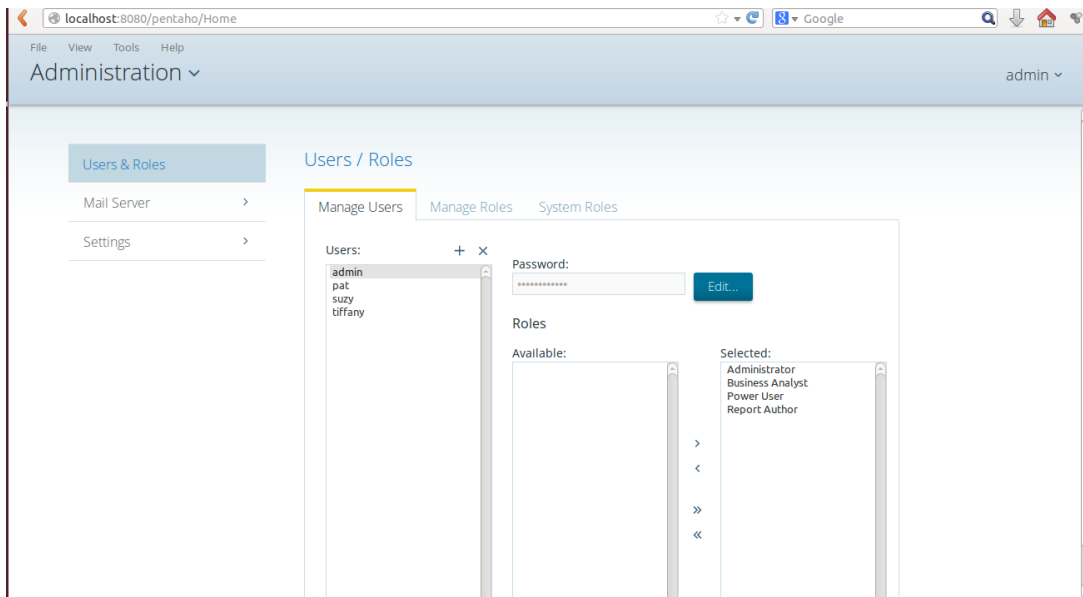 localhost:8080/pentaho/Home
Google
File View Tools Help
Administration
admin
Users & Roles
Mail Server
Settings
Users / Roles
Manage Users Manage Roles System Roles
Users:
admin
pat
suzy
tiffany
Password:
Edit...
Roles
Available:
Selected:
Administrator
Business Analyst
Power User
Report Author